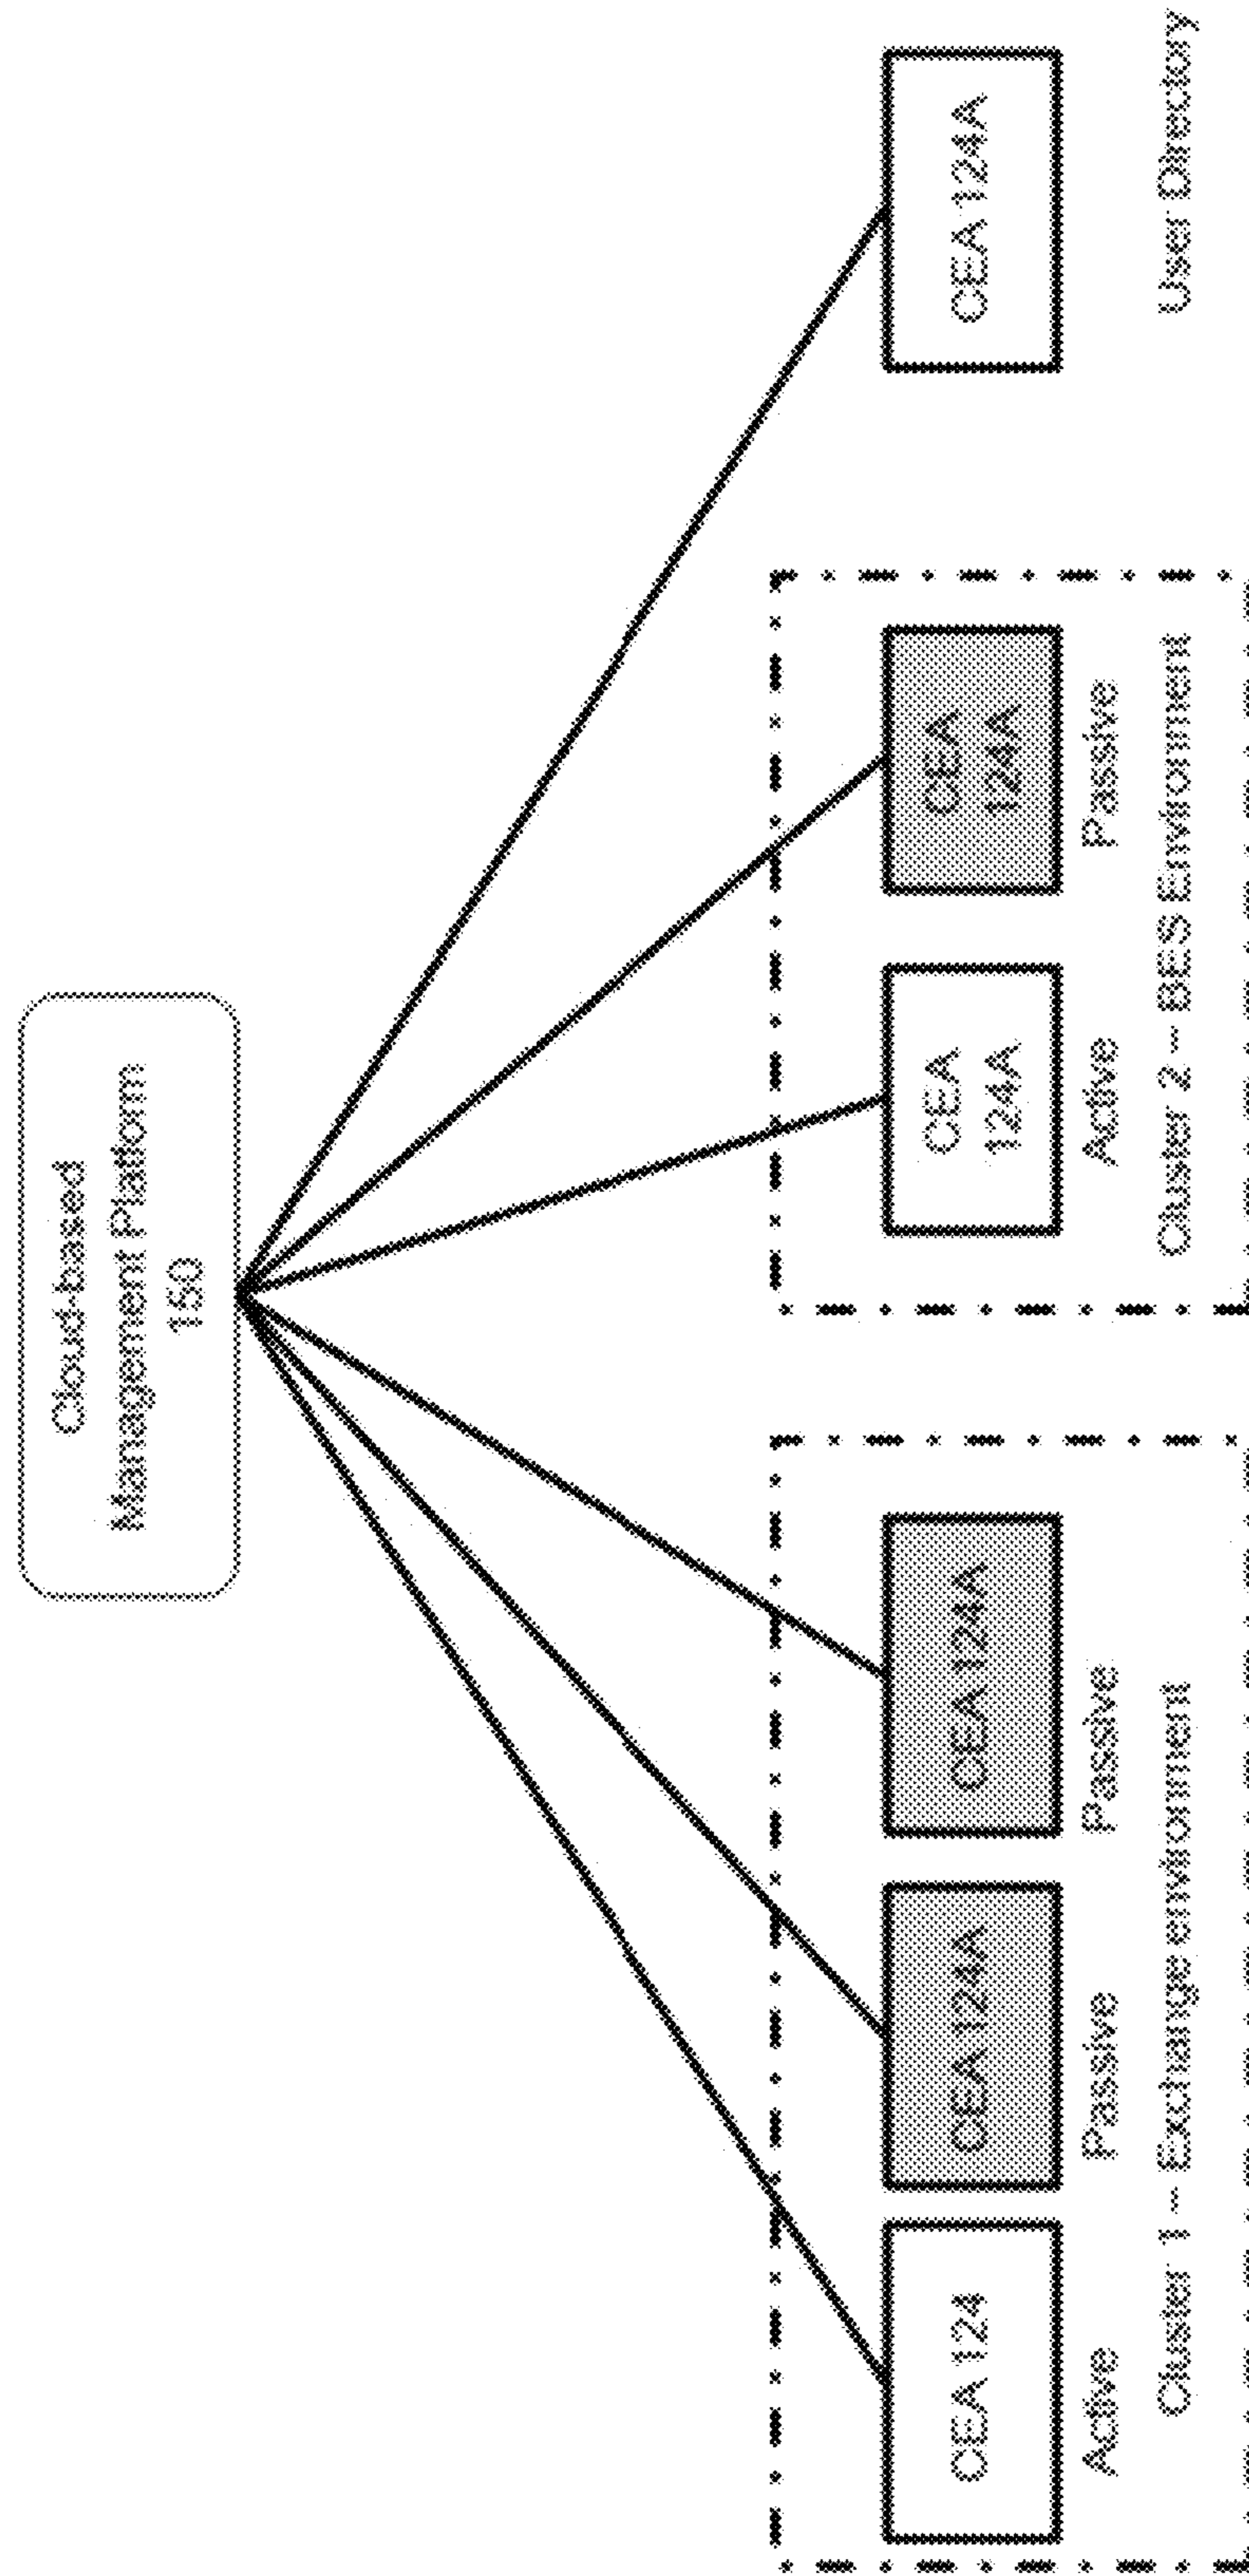 Cloud-based
Management Platform
150
CEA 124
Active
CEA 124A
Passive
CEA 124A
Passive
Cluster 1 – Exchange environment
CEA
124A
Active
CEA
124A
Passive
Cluster 2 – BES Environment
CEA 124A
User Directory